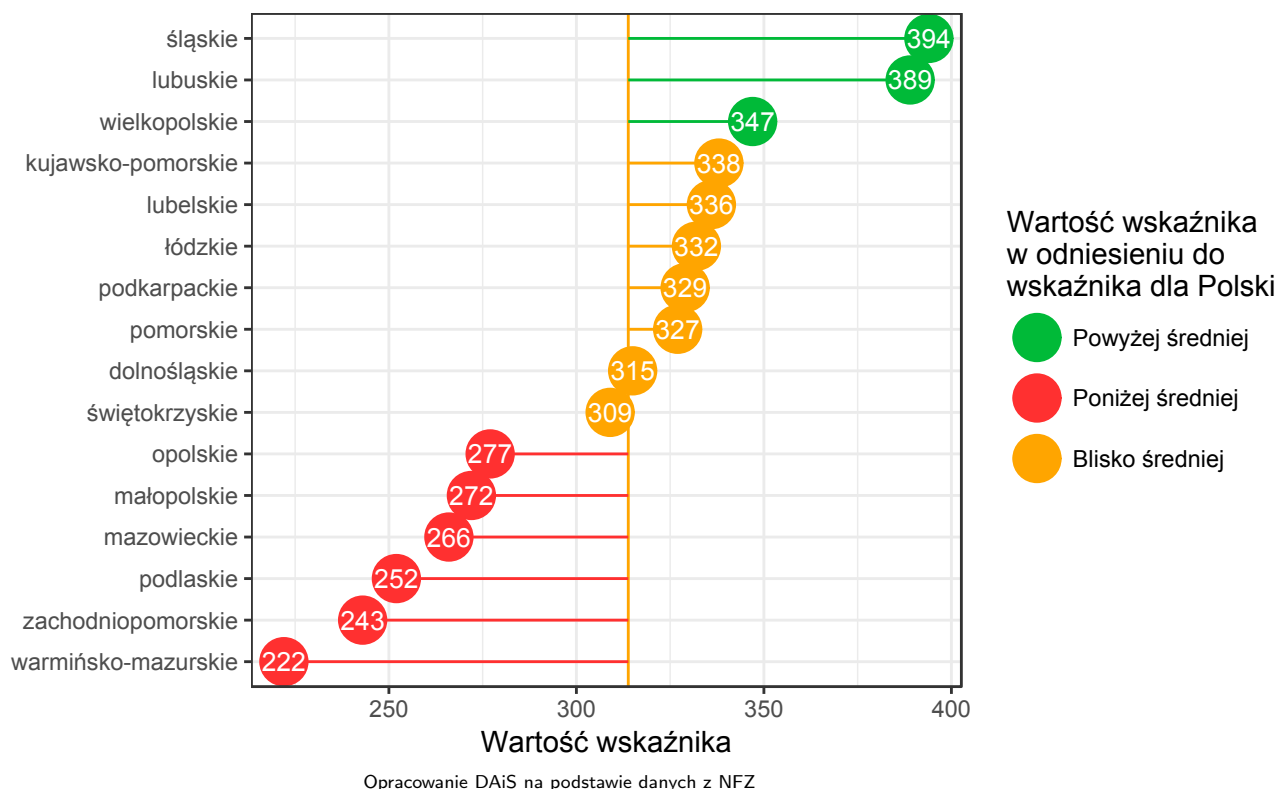 śląskie 394
lubuskie 389
wielkopolskie 347
kujawsko-pomorskie 338
lubelskie 336
łódzkie 332
podkarpackie 329
pomorskie 327
dolnośląskie 315
świętokrzyskie 309
opolskie 277
małopolskie 272
mazowieckie 266
podlaskie 252
zachodniopomorskie 243
warmińsko-mazurskie 222
250 300 350 400
Wartość wskaźnika
Opracowanie DAiS na podstawie danych z NFZ
Wartość wskaźnika
w odniesieniu do
wskaźnika dla Polski
Powyżej średniej
Poniżej średniej
Blisko średniej